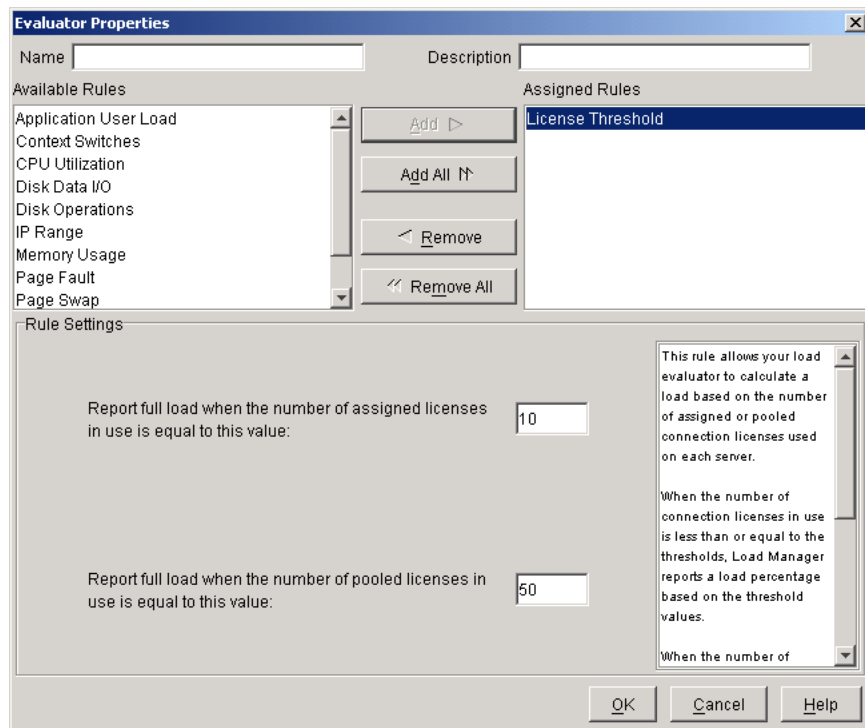 Evaluator Properties
Name
Description
Available Rules
Assigned Rules
Application User Load
Context Switches
CPU Utilization
Disk Data I/O
Disk Operations
IP Range
Memory Usage
Page Fault
Page Swap
Add
Add All
Remove
Remove All
License Threshold
Rule Settings
Report full load when the number of assigned licenses
in use is equal to this value:
10
Report full load when the number of pooled licenses in
use is equal to this value:
50
This rule allows your load
evaluator to calculate a
load based on the number
of assigned or pooled
connection licenses used
on each server.
When the number of
connection licenses in use
is less than or equal to the
thresholds, Load Manager
reports a load percentage
based on the threshold
values.
When the number of
OK
Cancel
Help